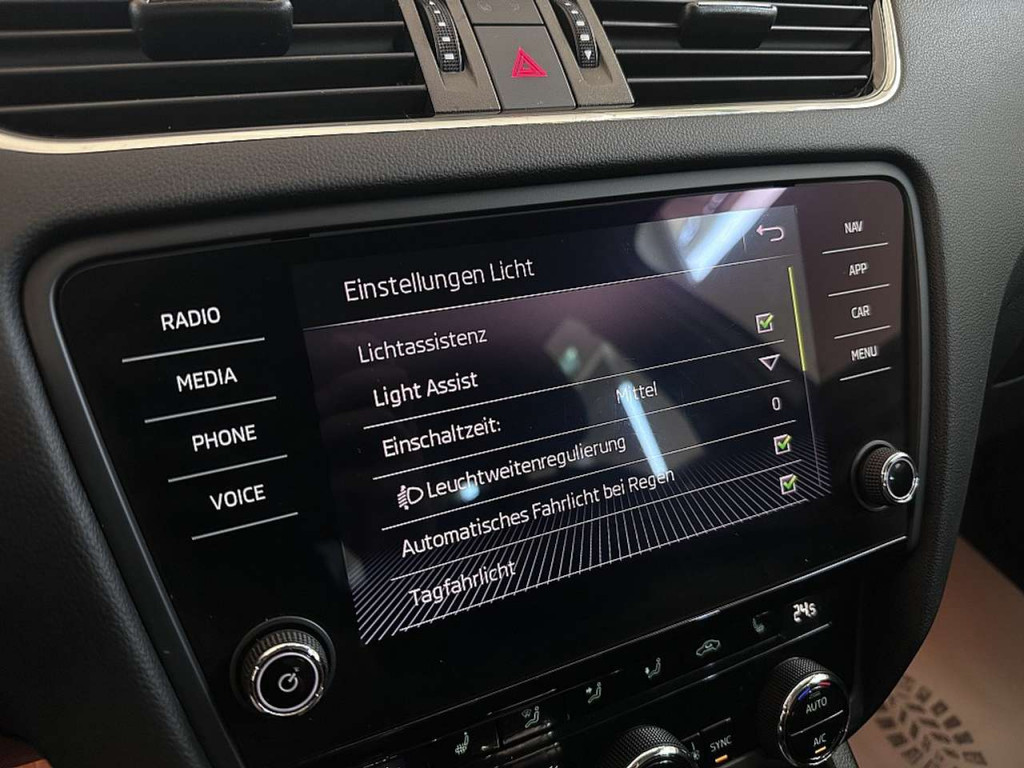 RADIO
MEDIA
PHONE
VOICE
Einstellungen Licht
Lichtassistenz
Light Assist
Einschaltzeit: Mittel
Leuchtweitenregulierung 0
Automatisches Fahrlicht bei Regen
Tagfahrlicht
NAV
APP
CAR
MENU
24.5
SYNC
AUTO
A/C